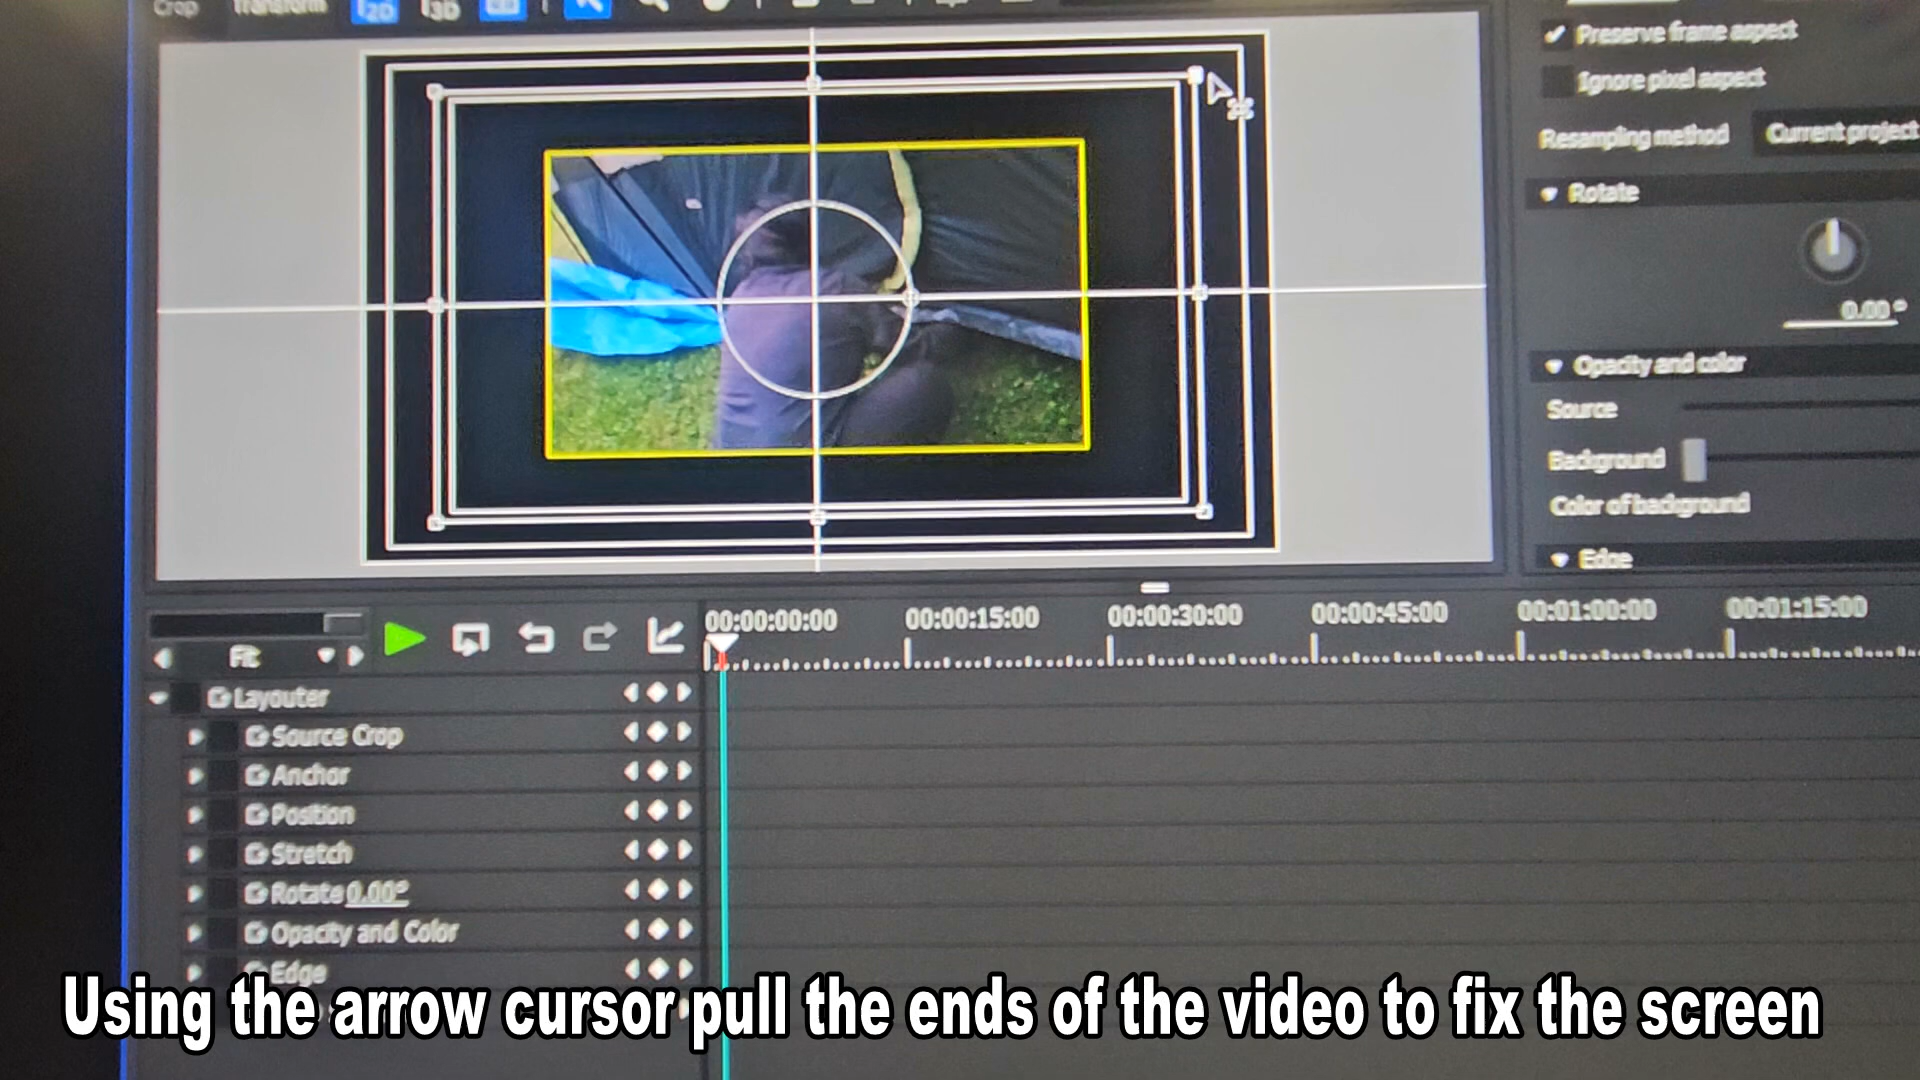 Crop Transform 2D 3D
Preserve frame aspect
Ignore pixel aspect
Resampling method Current project
Rotate
0.00°
Opacity and color
Source
Background
Color of background
Edge
00:00:00:00 00:00:15:00 00:00:30:00 00:00:45:00 00:01:00:00 00:01:15:00
Fit
Layouter
Source Crop
Anchor
Position
Stretch
Rotate 0.00°
Opacity and Color
Edge
Using the arrow cursor pull the ends of the video to fix the screen